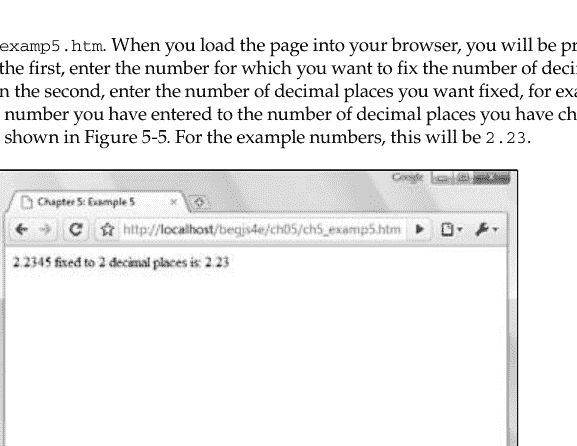 examp5.htm. When you load the page into your browser, you will be pr
the first, enter the number for which you want to fix the number of deci
n the second, enter the number of decimal places you want fixed, for exa
number you have entered to the number of decimal places you have ch
shown in Figure 5-5. For the example numbers, this will be 2.23.
Google
Chapter 5: Example 5
http://localhost/begjs4e/ch05/ch5_examp5.htm
2.2345 fixed to 2 decimal places is: 2.23